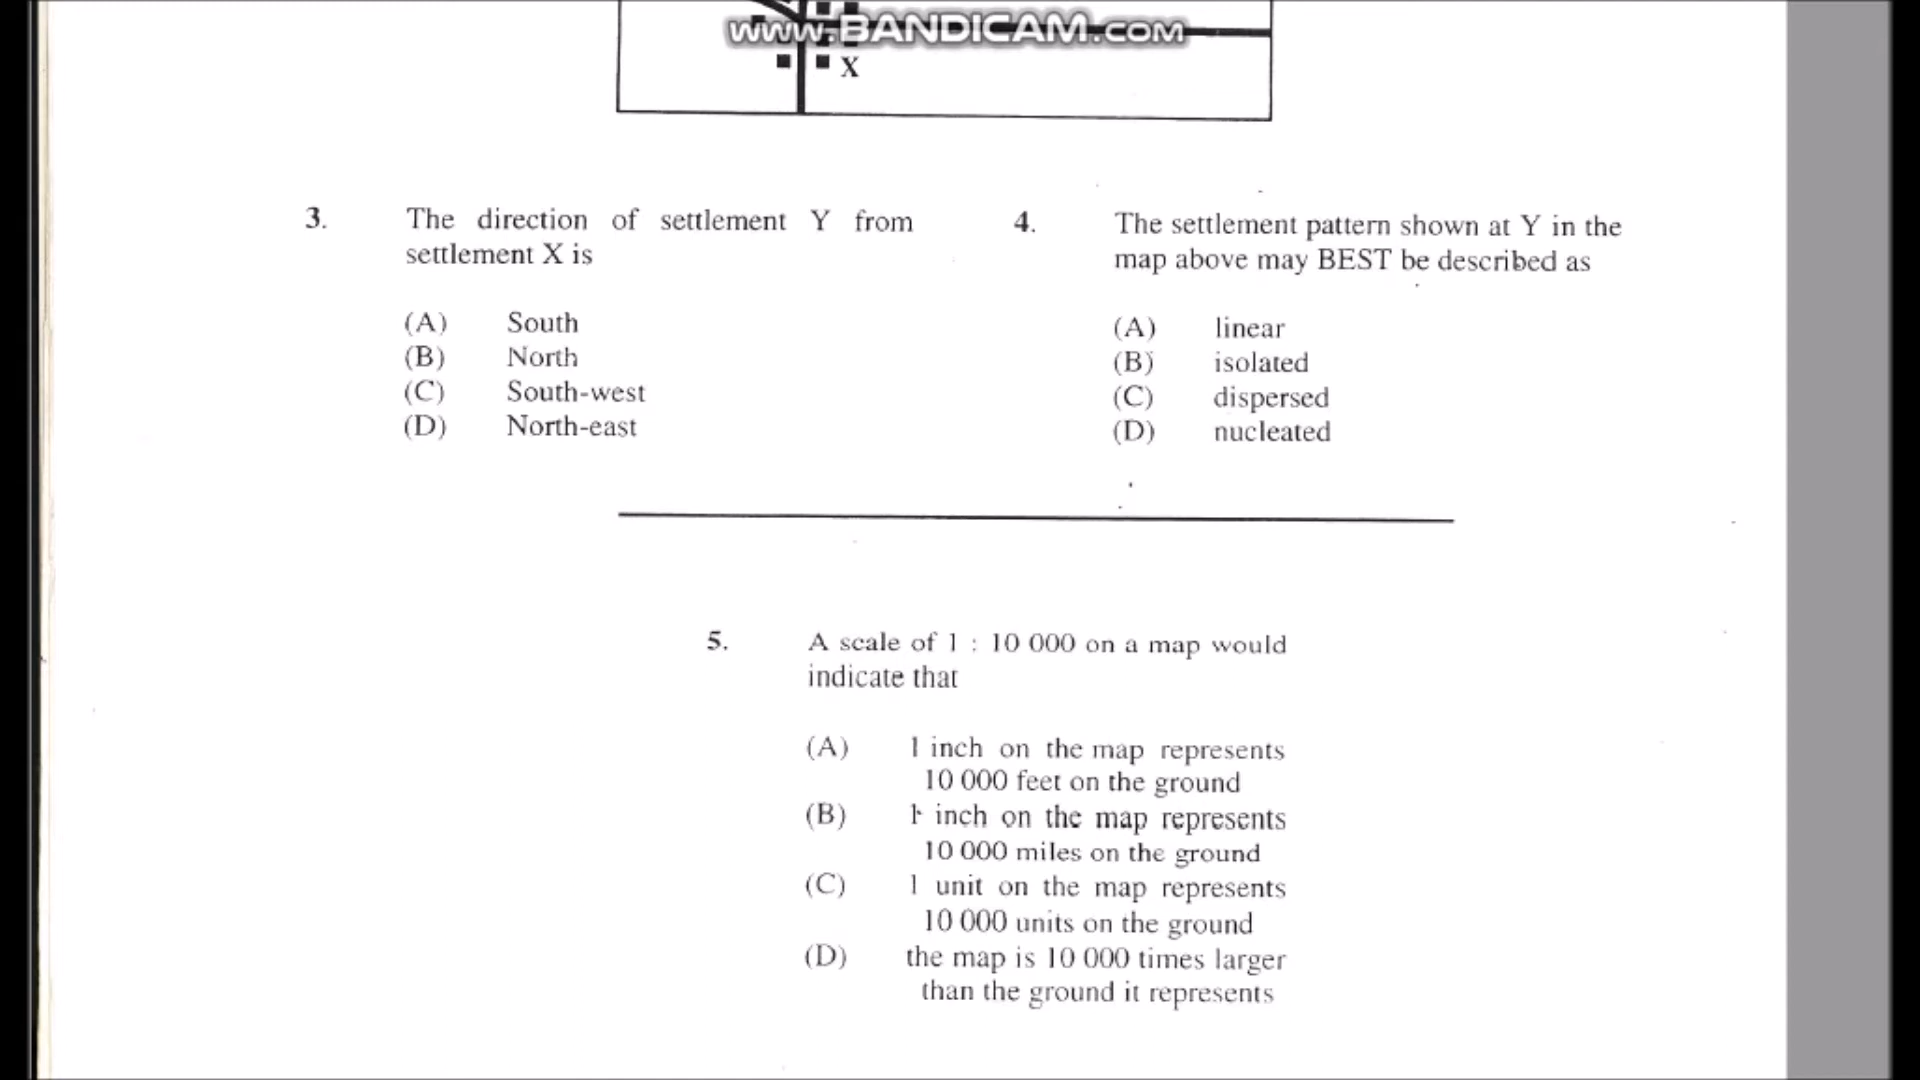 www.BANDICAM.COM
X
3. The direction of settlement Y from
settlement X is
(A) South
(B) North
(C) South-west
(D) North-east
4. The settlement pattern shown at Y in the
map above may BEST be described as
(A) linear
(B) isolated
(C) dispersed
(D) nucleated
5. A scale of 1 : 10 000 on a map would
indicate that
(A) 1 inch on the map represents
10 000 feet on the ground
(B) 1 inch on the map represents
10 000 miles on the ground
(C) 1 unit on the map represents
10 000 units on the ground
(D) the map is 10 000 times larger
than the ground it represents